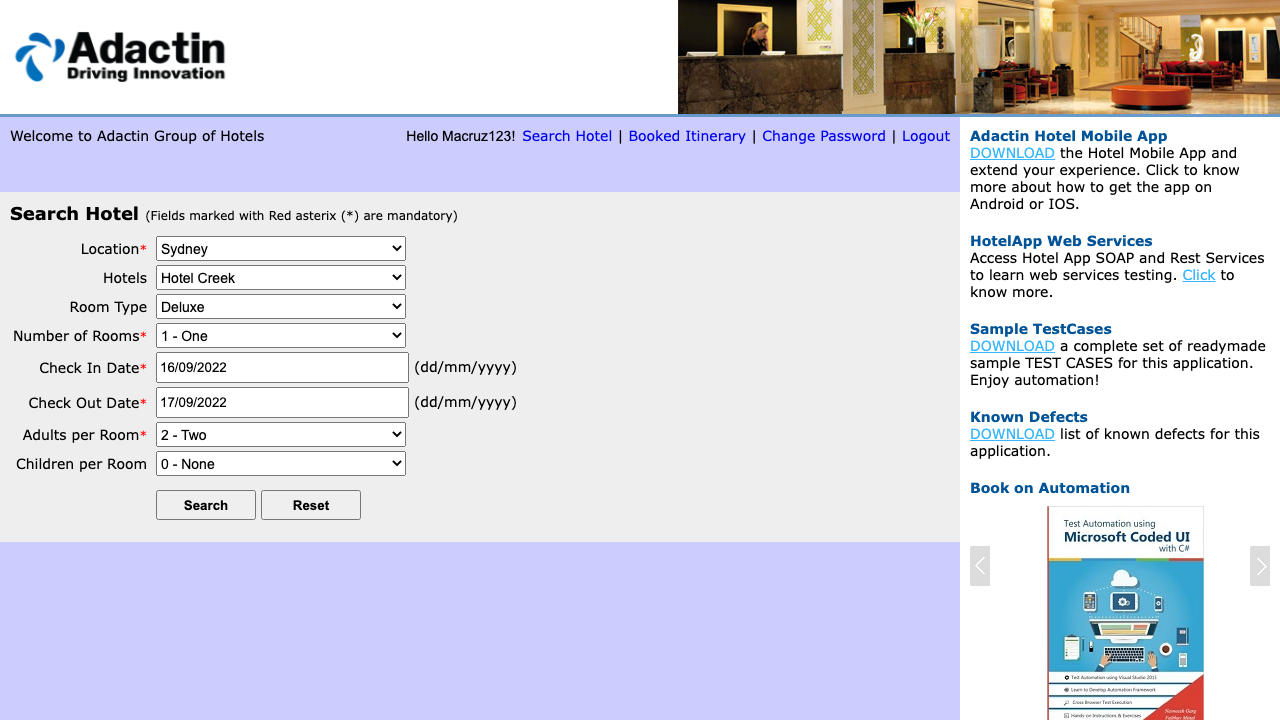 Adactin
Driving Innovation
Welcome to Adactin Group of Hotels
Hello Macruz123! Search Hotel | Booked Itinerary | Change Password | Logout
Search Hotel (Fields marked with Red asterix (*) are mandatory)
Location* Sydney
Hotels Hotel Creek
Room Type Deluxe
Number of Rooms* 1 - One
Check In Date* 16/09/2022 (dd/mm/yyyy)
Check Out Date* 17/09/2022 (dd/mm/yyyy)
Adults per Room* 2 - Two
Children per Room 0 - None
Search Reset
Adactin Hotel Mobile App
DOWNLOAD the Hotel Mobile App and
extend your experience. Click to know
more about how to get the app on
Android or IOS.
HotelApp Web Services
Access Hotel App SOAP and Rest Services
to learn web services testing. Click to
know more.
Sample TestCases
DOWNLOAD a complete set of readymade
sample TEST CASES for this application.
Enjoy automation!
Known Defects
DOWNLOAD list of known defects for this
application.
Book on Automation
Test Automation using
Microsoft Coded UI
with C#
Test Automation using Visual Studio 2015
Learn to Develop Automation Framework
Cross Browser Test Execution
Hands-on Instructions & Exercises
Navneesh Garg